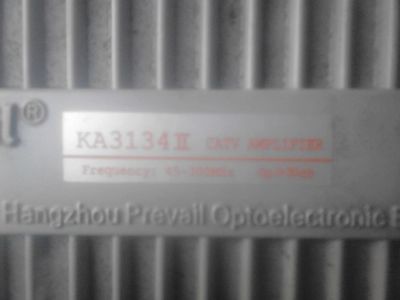 ®
KA3134Ⅱ CATV AMPLIFIER
Frequency:
Hangzhou Prevail Optoelectronic